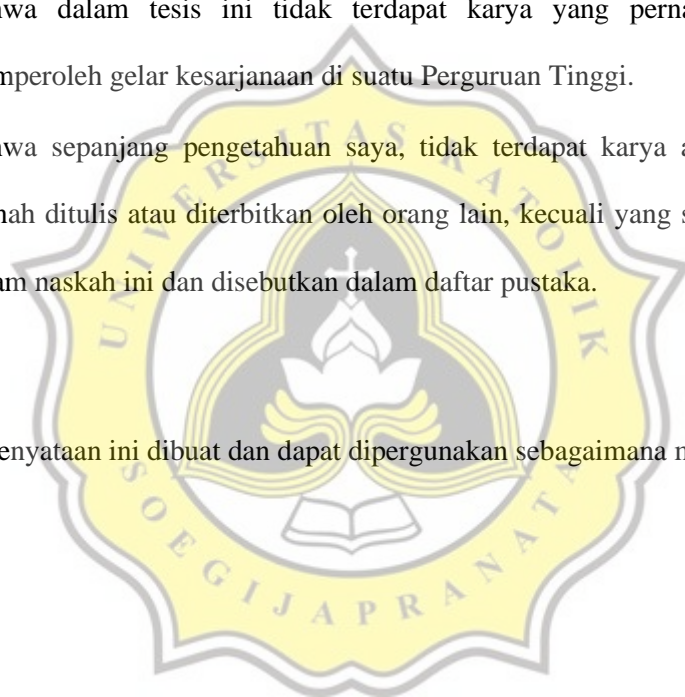 hwa dalam tesis ini tidak terdapat karya yang perna
mperoleh gelar kesarjanaan di suatu Perguruan Tinggi.
hwa sepanjang pengetahuan saya, tidak terdapat karya a
nah ditulis atau diterbitkan oleh orang lain, kecuali yang s
am naskah ini dan disebutkan dalam daftar pustaka.
enyataan ini dibuat dan dapat dipergunakan sebagaimana m
UNIVERSITAS KATOLIK
SOEGIJAPRANATA